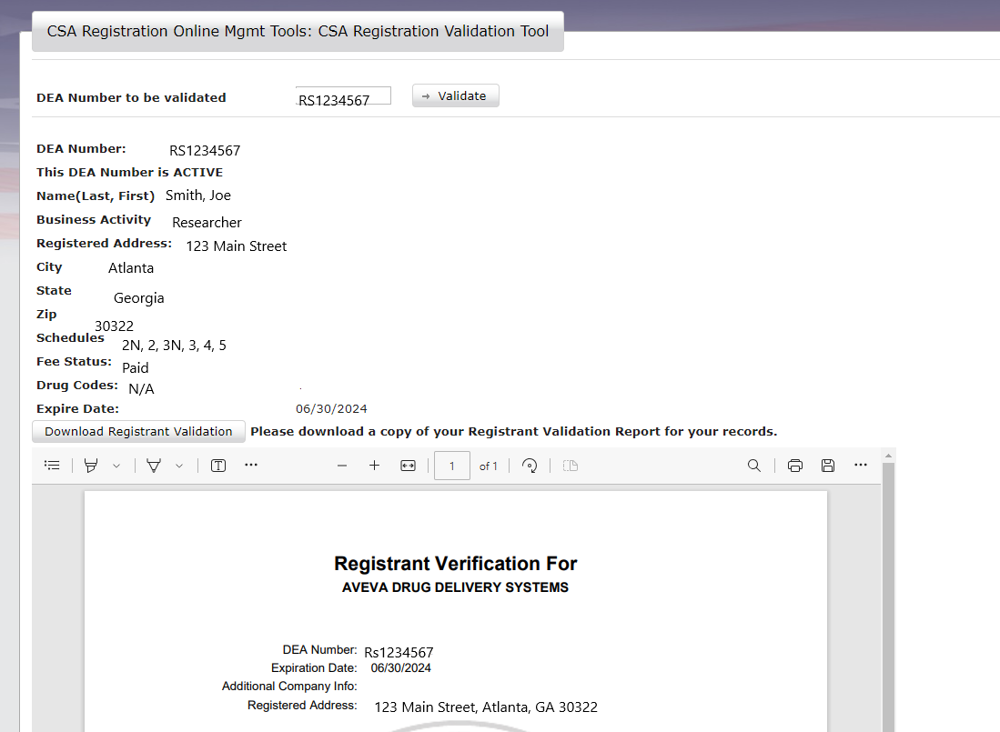 CSA Registration Online Mgmt Tools: CSA Registration Validation Tool
DEA Number to be validated RS1234567 → Validate
DEA Number: RS1234567
This DEA Number is ACTIVE
Name(Last, First) Smith, Joe
Business Activity Researcher
Registered Address: 123 Main Street
City Atlanta
State Georgia
Zip 30322
Schedules 2N, 2, 3N, 3, 4, 5
Fee Status: Paid
Drug Codes: N/A
Expire Date: 06/30/2024
Download Registrant Validation Please download a copy of your Registrant Validation Report for your records.
1 of 1
Registrant Verification For
AVEVA DRUG DELIVERY SYSTEMS
DEA Number: Rs1234567
Expiration Date: 06/30/2024
Additional Company Info:
Registered Address: 123 Main Street, Atlanta, GA 30322